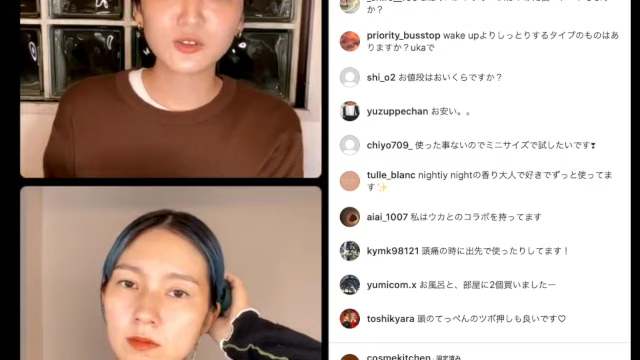 か？
priority_busstop wake upよりしっとりするタイプのものはあ
りますか？ukaで
shi_o2 お値段はおいくらですか？
yuzuppechan お安い。。
chiyo709_ 使った事ないのでミニサイズで試したいです❣
tulle_blanc nightiy nightの香り大人で好きでずっと使ってま
す✨
aiai_1007 私はウカとのコラボを持ってます
kymk98121 頭痛の時に出先で使ったりしてます！
yumicom.x お風呂と、部屋に2個買いましたー
toshikyara 頭のてっぺんのツボ押しも良いです♡
cosmekitchen 固定済み